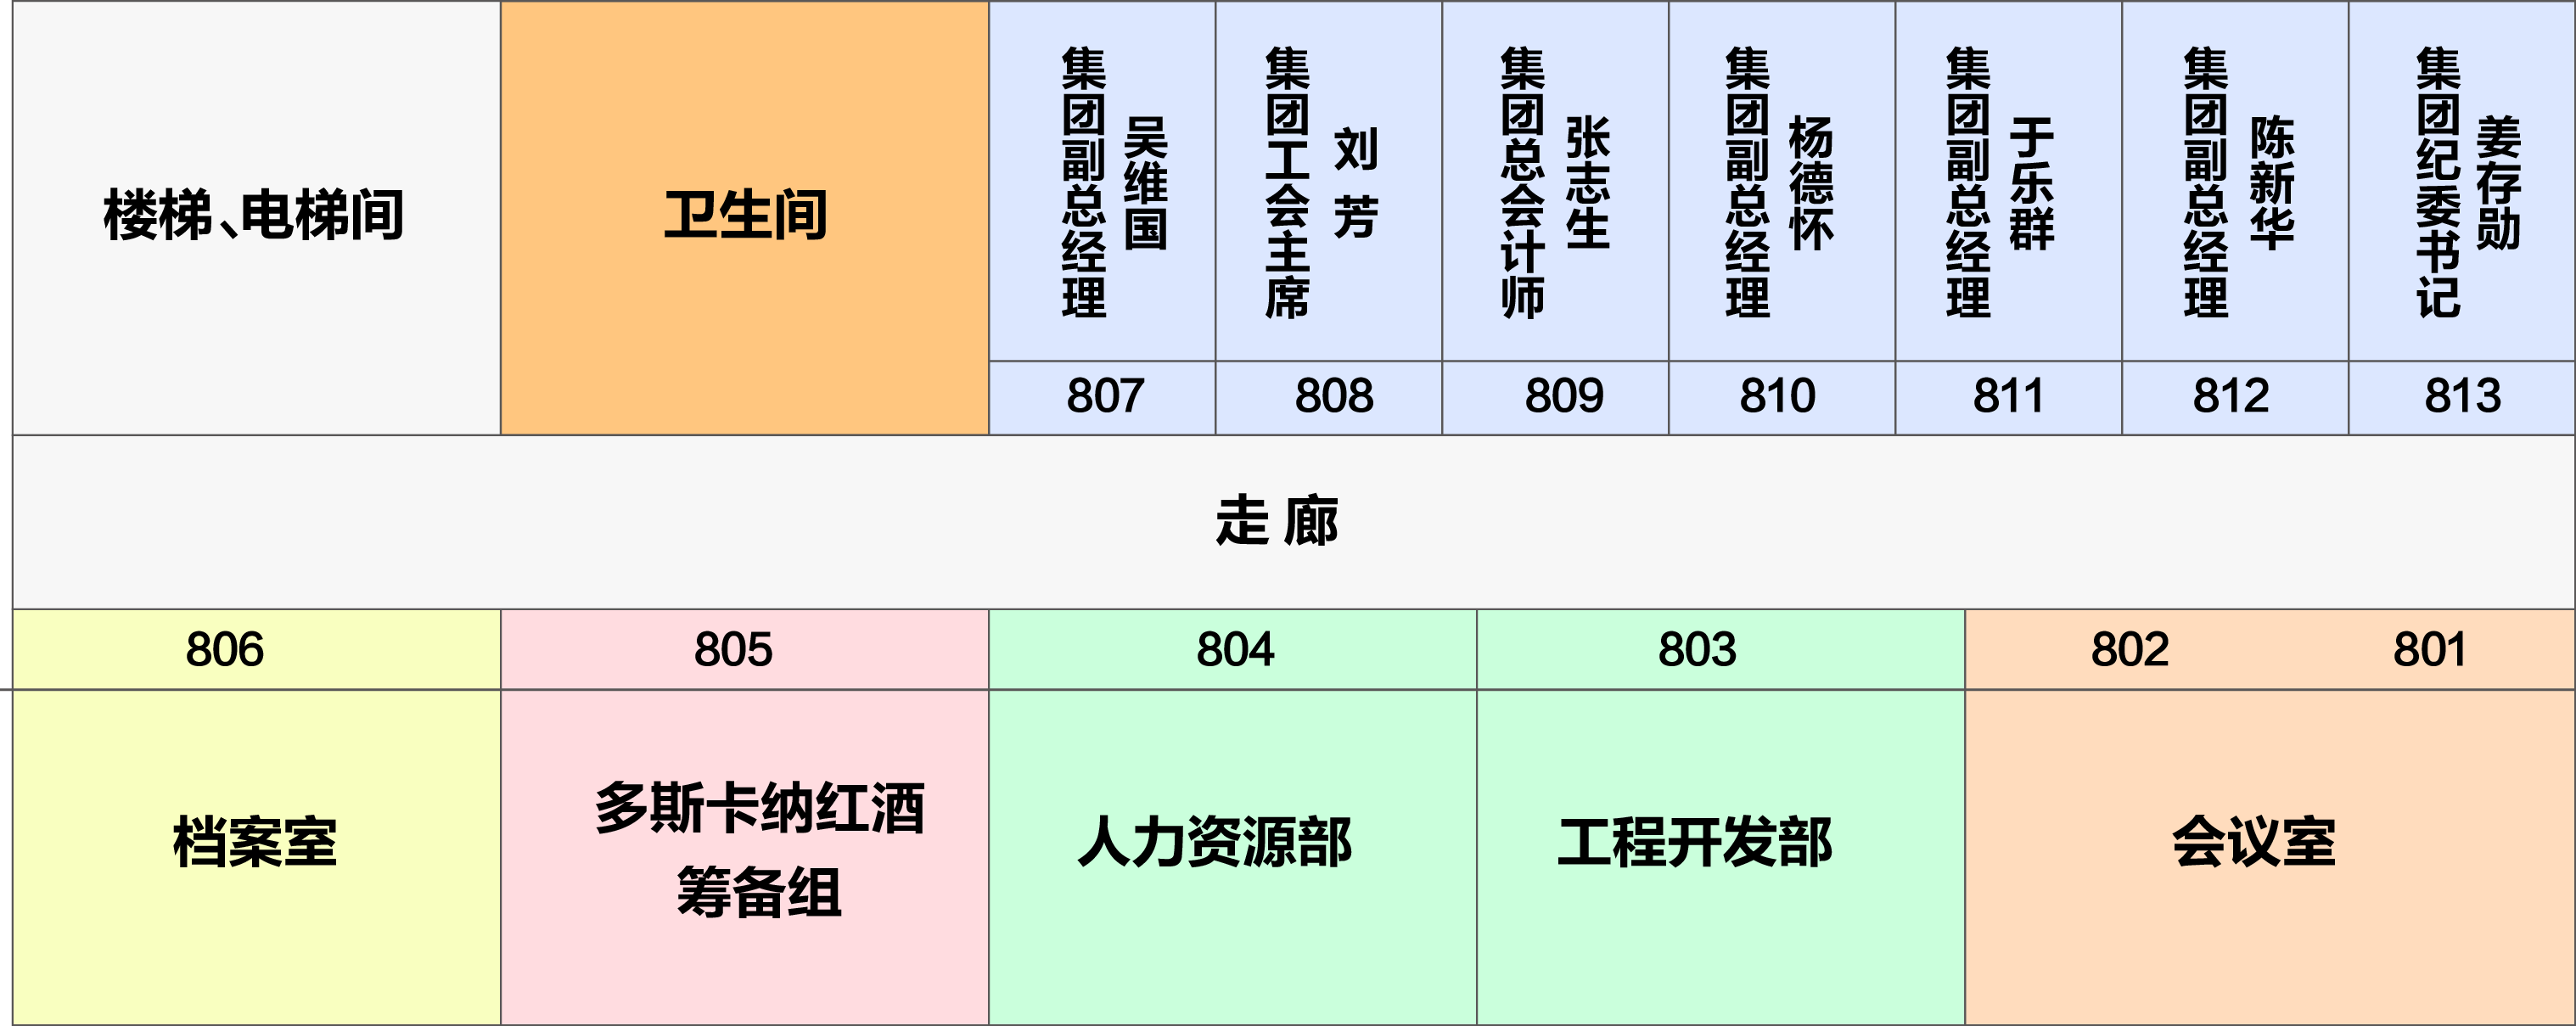 楼梯、电梯间
卫生间
集团副总经理
吴维国
集团工会主席
刘 芳
集团总会计师
张志生
集团副总经理
杨德怀
集团副总经理
于乐群
集团副总经理
陈新华
集团纪委书记
姜存勋
807
808
809
810
811
812
813
走 廊
806
805
804
803
802
801
档案室
多斯卡纳红酒
筹备组
人力资源部
工程开发部
会议室